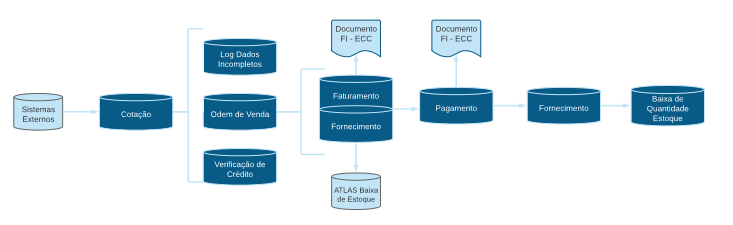 Sistemas
Externos
Cotação
Log Dados
Incompletos
Odem de Venda
Verificação de
Crédito
Documento
FI - ECC
Faturamento
Fornecimento
ATLAS Baixa
de Estoque
Documento
FI - ECC
Pagamento
Fornecimento
Baixa de
Quantidade
Estoque